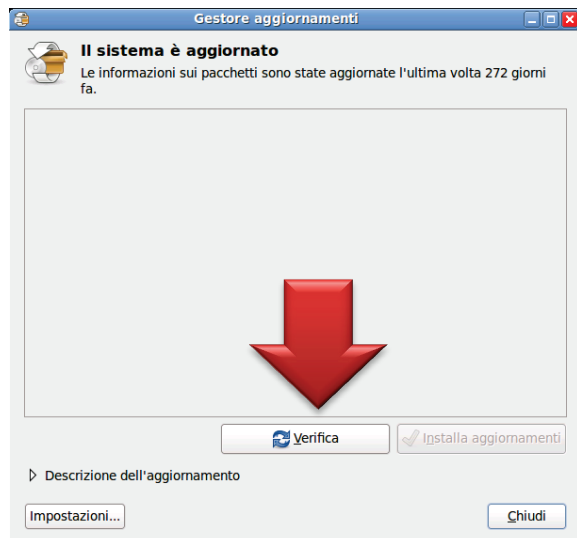 Gestore aggiornamenti
Il sistema è aggiornato
Le informazioni sui pacchetti sono state aggiornate l'ultima volta 272 giorni
fa.
Verifica
Installa aggiornamenti
Descrizione dell'aggiornamento
Impostazioni...
Chiudi